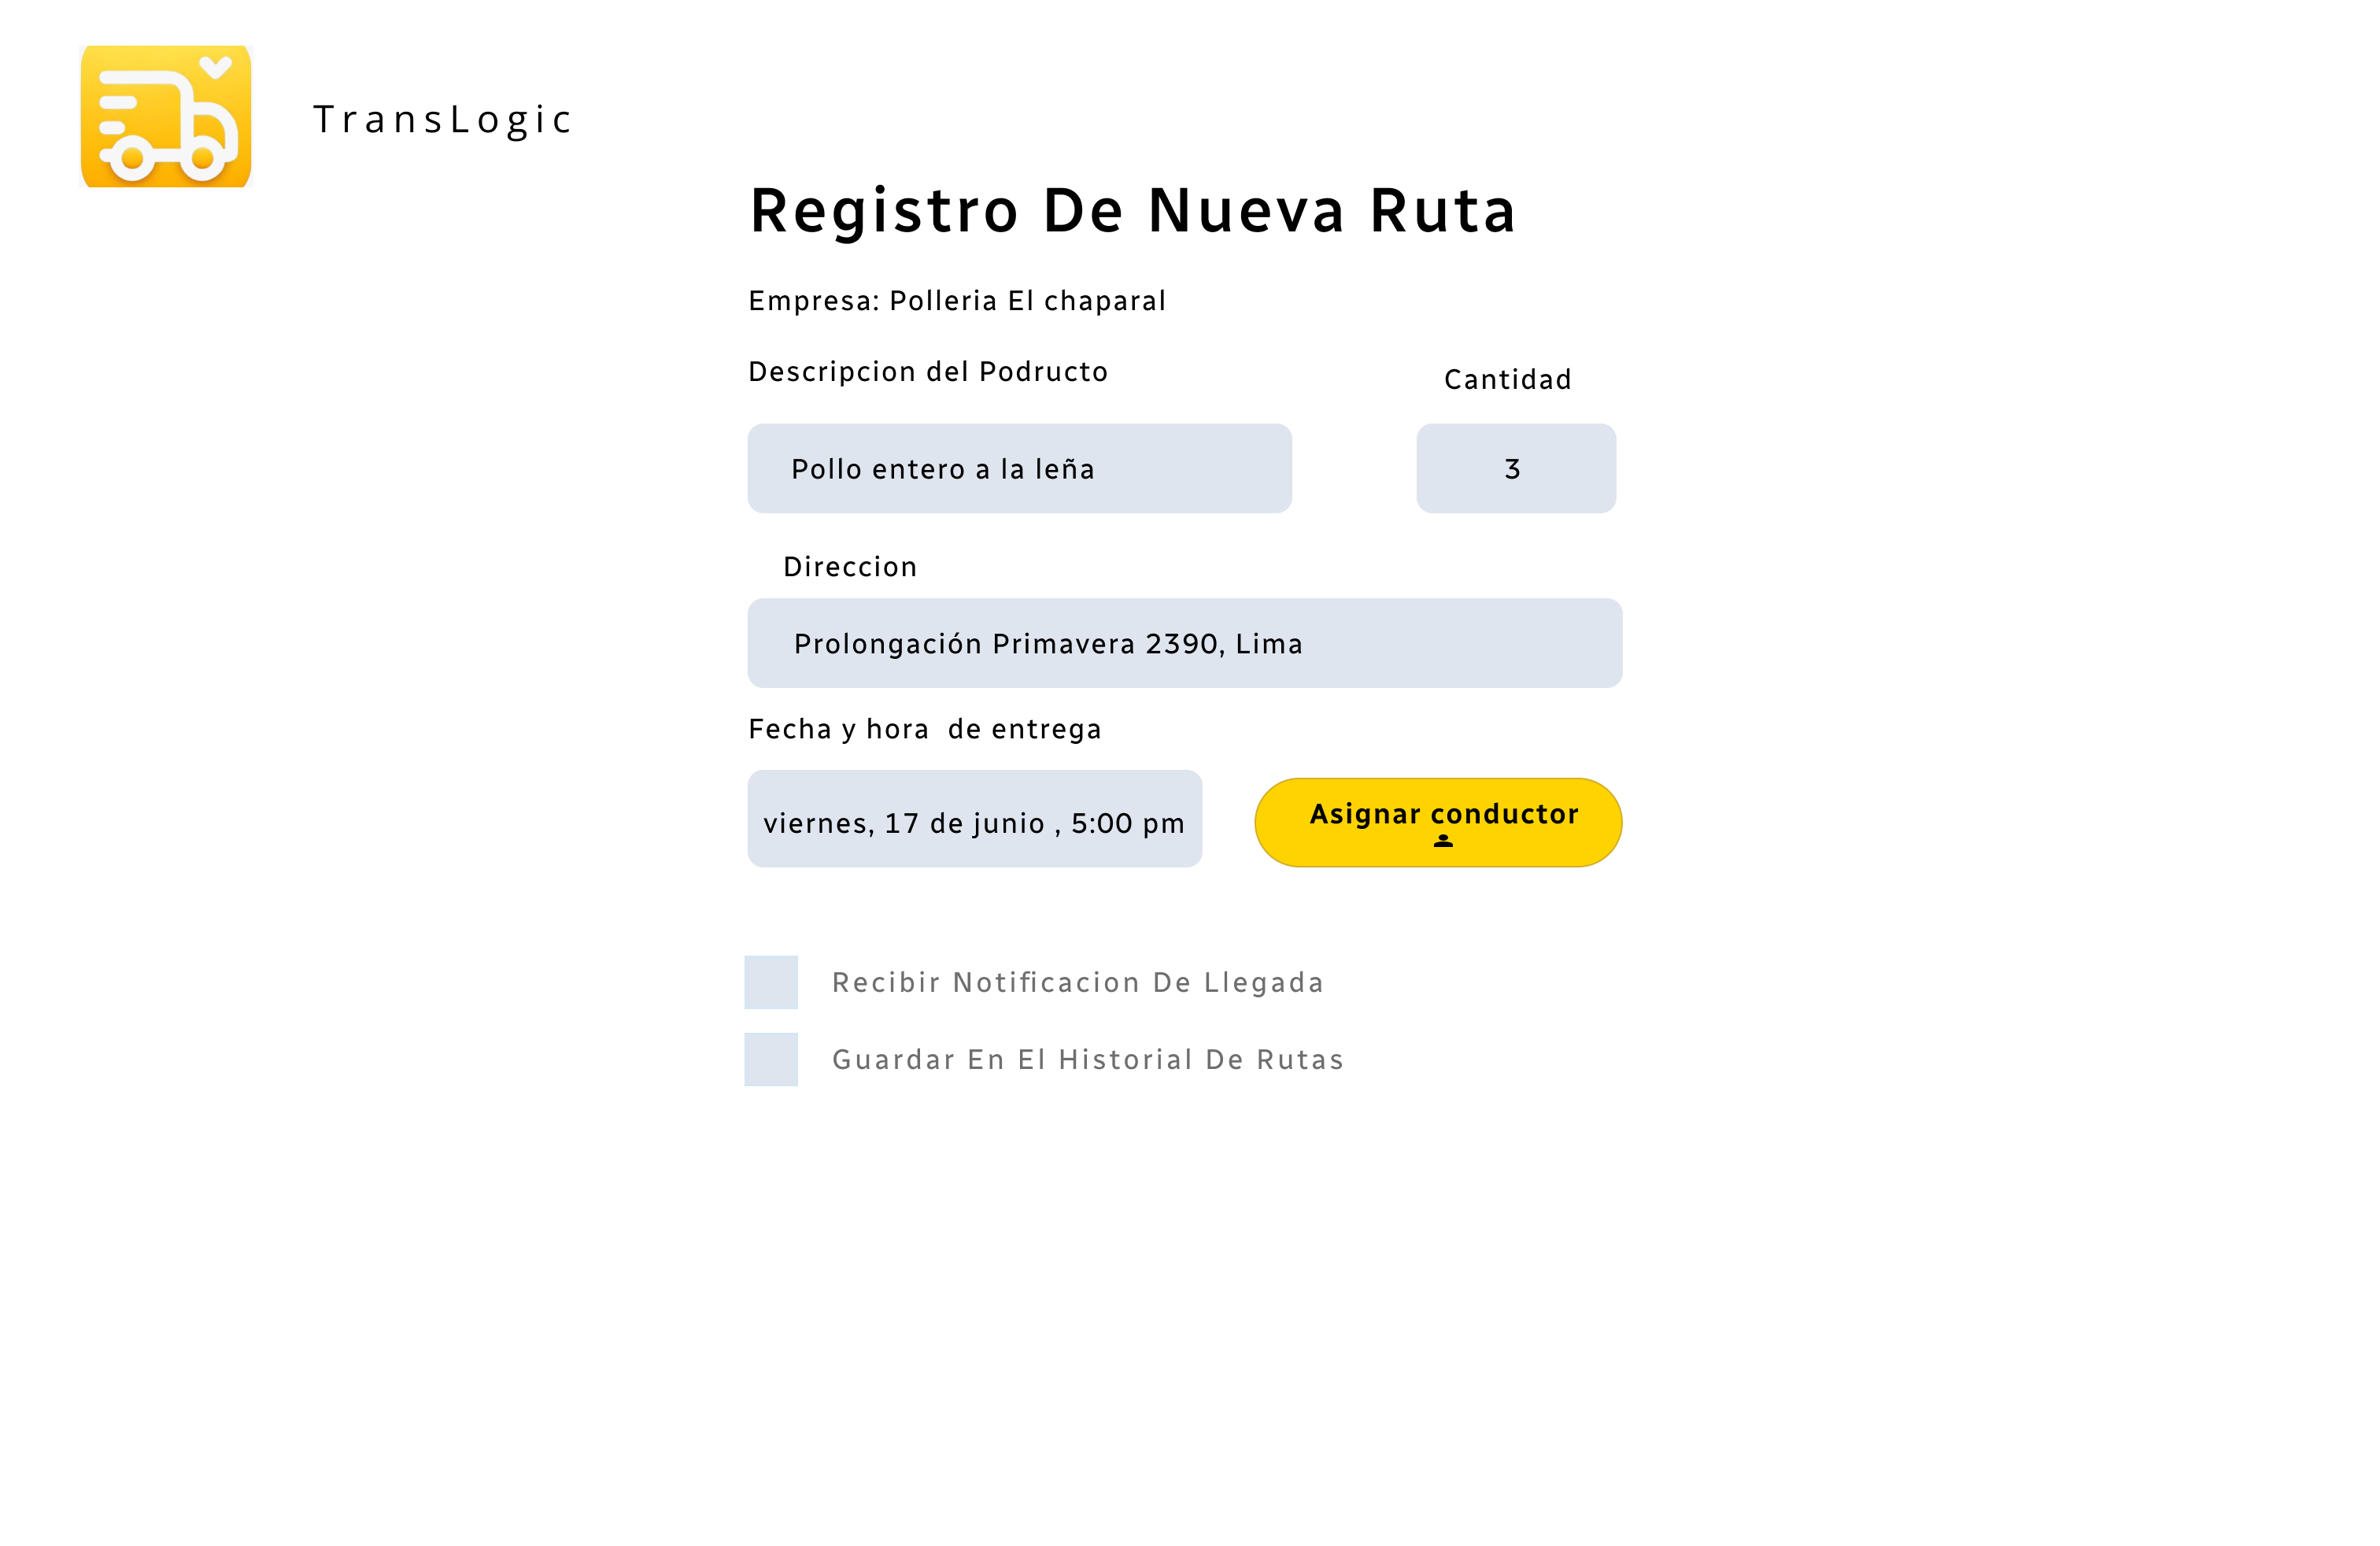 TransLogic
Registro De Nueva Ruta
Empresa: Polleria El chaparal
Descripcion del Podructo
Cantidad
Pollo entero a la leña
3
Direccion
Prolongación Primavera 2390, Lima
Fecha y hora  de entrega
viernes, 17 de junio , 5:00 pm
Asignar conductor
Recibir Notificacion De Llegada
Guardar En El Historial De Rutas